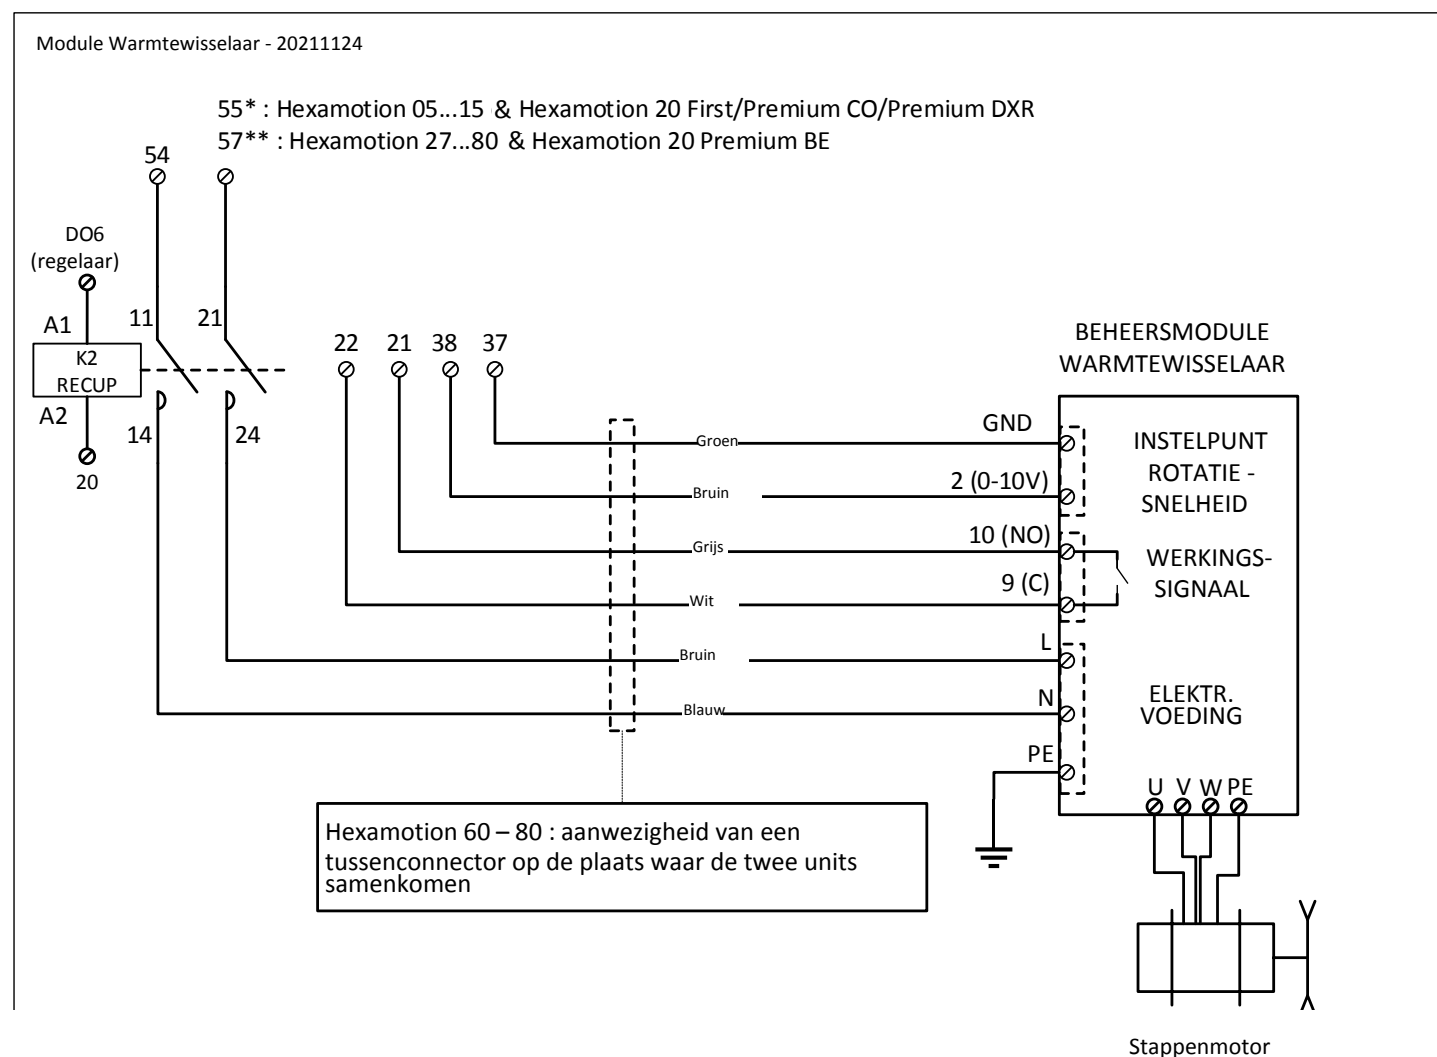 Module Warmtewisselaar - 20211124
55* : Hexamotion 05...15 & Hexamotion 20 First/Premium CO/Premium DXR
57** : Hexamotion 27...80 & Hexamotion 20 Premium BE
54
DO6
(regelaar)
A1
11
21
K2
RECUP
A2
14
24
20
22
21
38
37
BEHEERSMODULE
WARMTEWISSELAAR
Groen
GND
INSTELPUNT
ROTATIE -
SNELHEID
Bruin
2 (0-10V)
Grijs
10 (NO)
WERKINGS-
SIGNAAL
Wit
9 (C)
Bruin
L
Blauw
N
ELEKTR.
VOEDING
PE
U V W PE
Hexamotion 60 – 80 : aanwezigheid van een
tussenconnector op de plaats waar de twee units
samenkomen
Stappenmotor